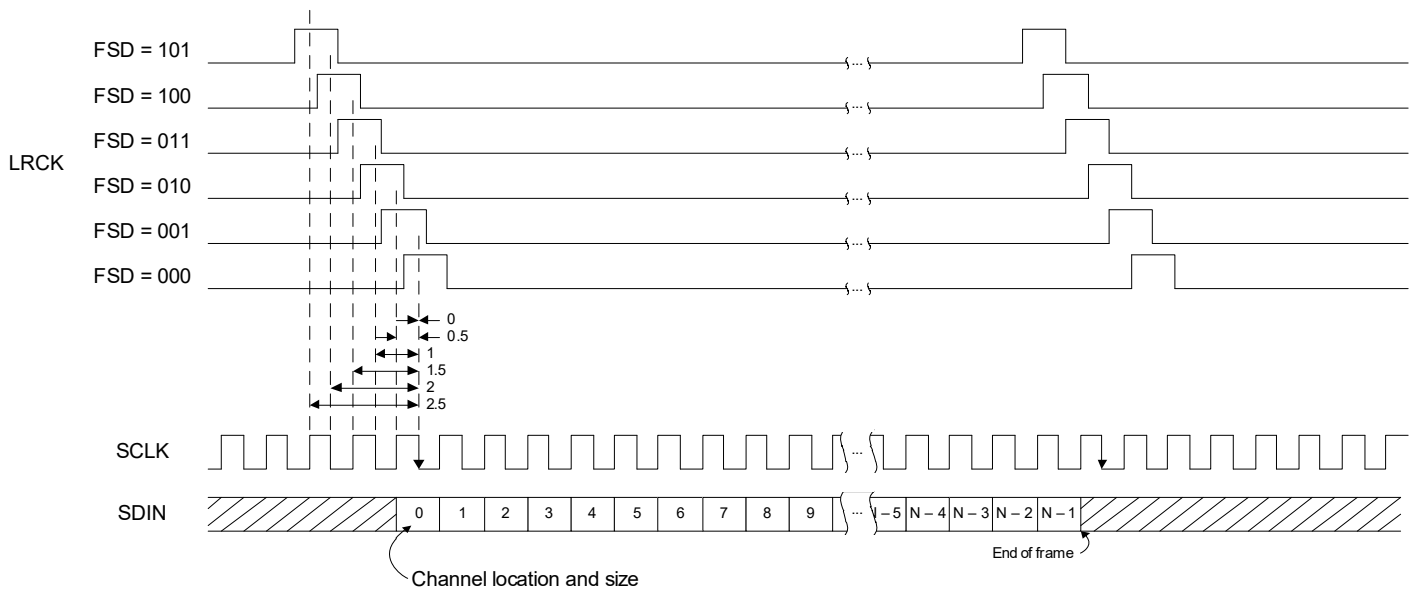 FSD = 101
...
...
FSD = 100
...
LRCK
FSD = 011
...
FSD = 010
...
FSD = 001
...
FSD = 000
...
0
0.5
1
1.5
2
2.5
SCLK
...
SDIN
0 1 2 3 4 5 6 7 8 9 ... – 5 N – 4 N – 3 N – 2 N – 1
End of frame
Channel location and size